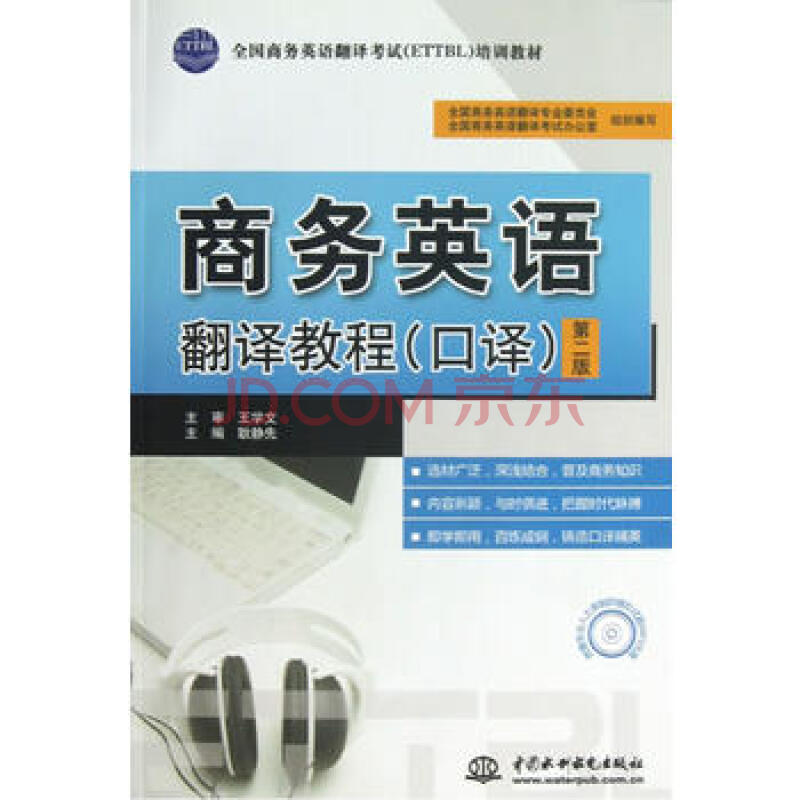 ETTBL
全国商务英语翻译考试(ETTBL)培训教材
全国商务英语翻译专业委员会
全国商务英语翻译考试办公室
组织编写
商务英语
翻译教程(口译)
第二版
JD.COM 京东
主 审 王学文
主 编 耿静先
选材广泛，深浅结合，普及商务知识
内容新颖，与时俱进，把握时代脉搏
即学即用，百炼成钢，铸造口译精英
ETTBL
中国水利水电出版社
www.waterpub.com.cn